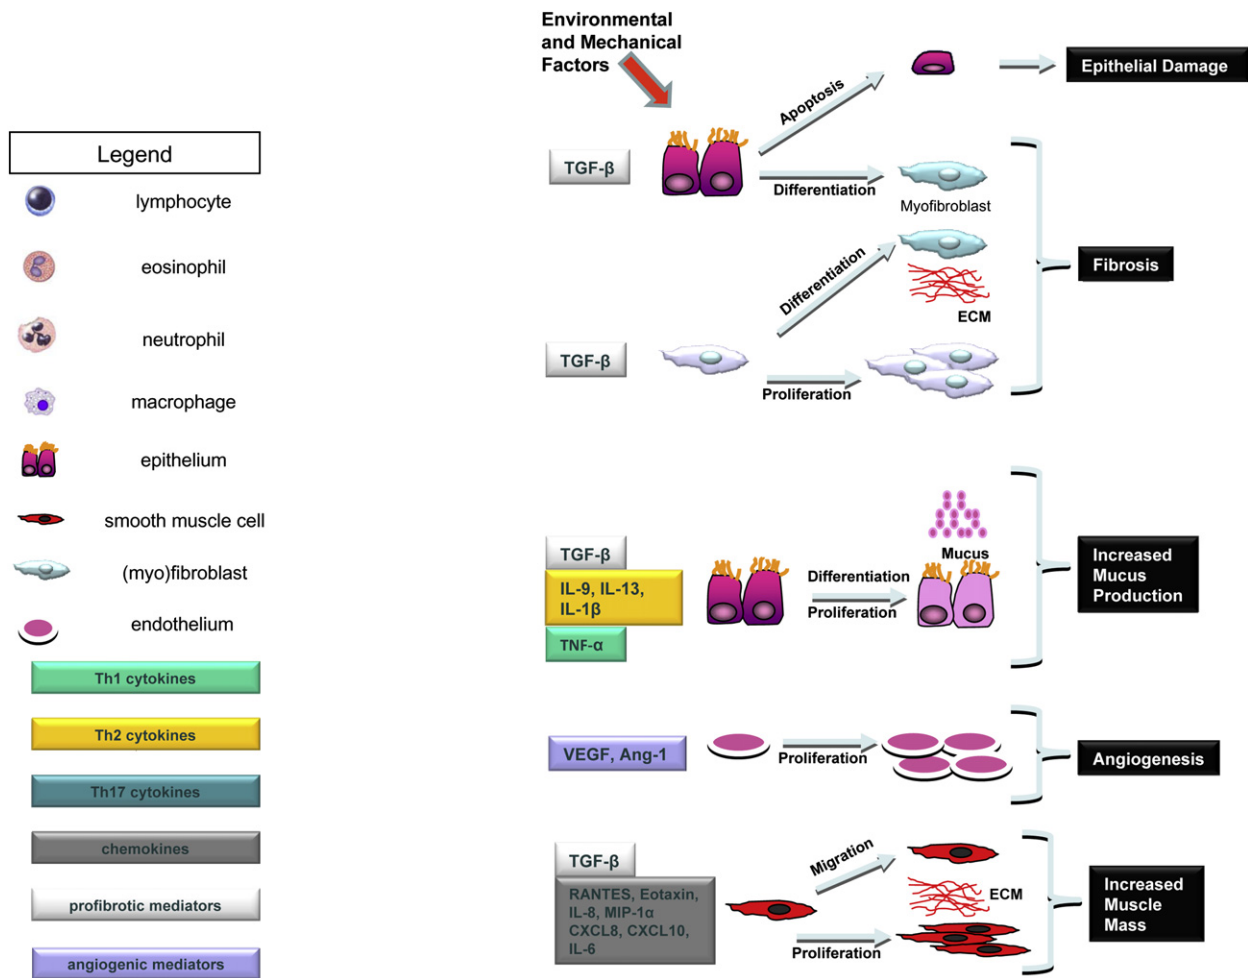 Environmental
and Mechanical
Factors
Apoptosis
Epithelial Damage
Legend
lymphocyte
eosinophil
neutrophil
macrophage
epithelium
smooth muscle cell
(myo)fibroblast
endothelium
Th1 cytokines
Th2 cytokines
Th17 cytokines
chemokines
profibrotic mediators
angiogenic mediators
TGF-β
Differentiation
Myofibroblast
Differentiation
ECM
Fibrosis
TGF-β
Proliferation
TGF-β
IL-9, IL-13,
IL-1β
TNF-α
Differentiation
Proliferation
Mucus
Increased
Mucus
Production
VEGF, Ang-1
Proliferation
Angiogenesis
TGF-β
RANTES, Eotaxin,
IL-8, MIP-1α
CXCL8, CXCL10,
IL-6
Migration
ECM
Proliferation
Increased
Muscle
Mass